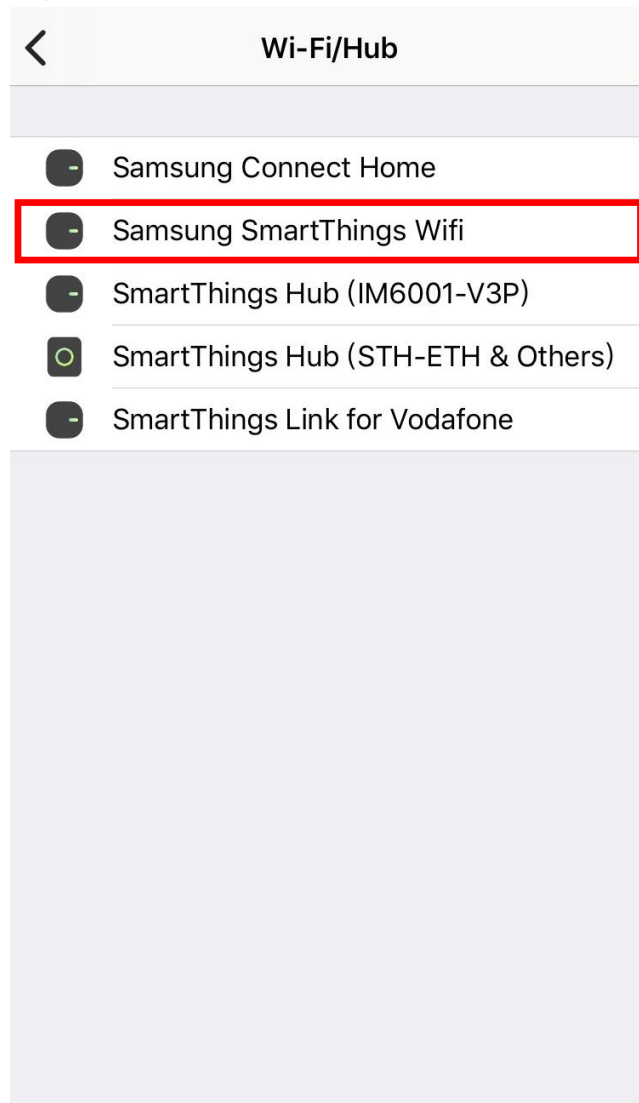 Wi-Fi/Hub
Samsung Connect Home
Samsung SmartThings Wifi
SmartThings Hub (IM6001-V3P)
SmartThings Hub (STH-ETH & Others)
SmartThings Link for Vodafone